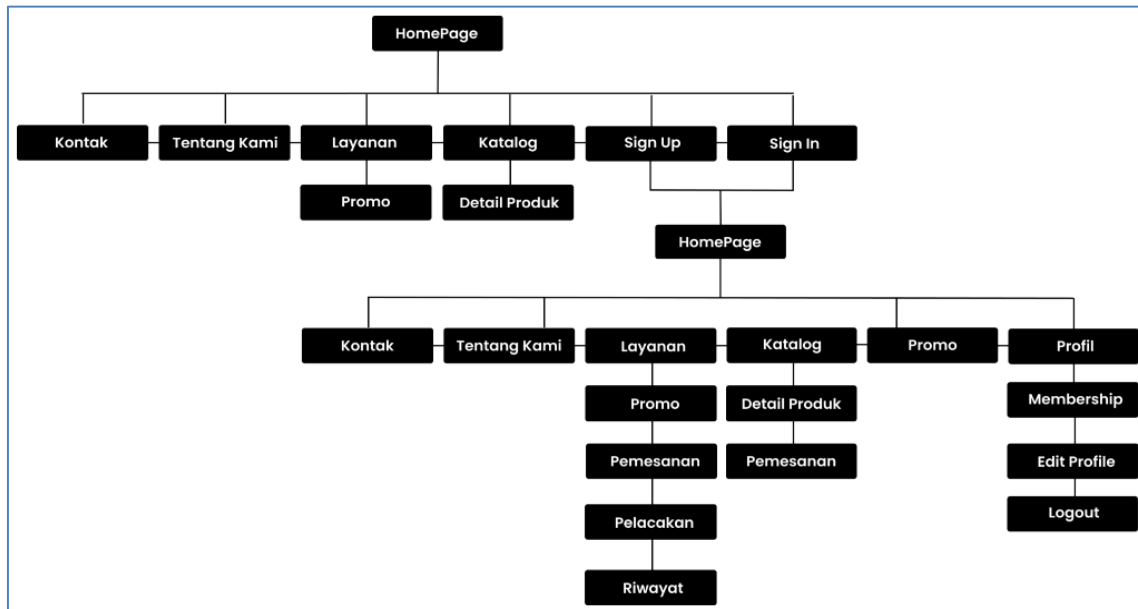 HomePage
Kontak
Tentang Kami
Layanan
Katalog
Sign Up
Sign In
Promo
Detail Produk
HomePage
Kontak
Tentang Kami
Layanan
Katalog
Promo
Profil
Promo
Detail Produk
Membership
Pemesanan
Pemesanan
Edit Profile
Pelacakan
Logout
Riwayat